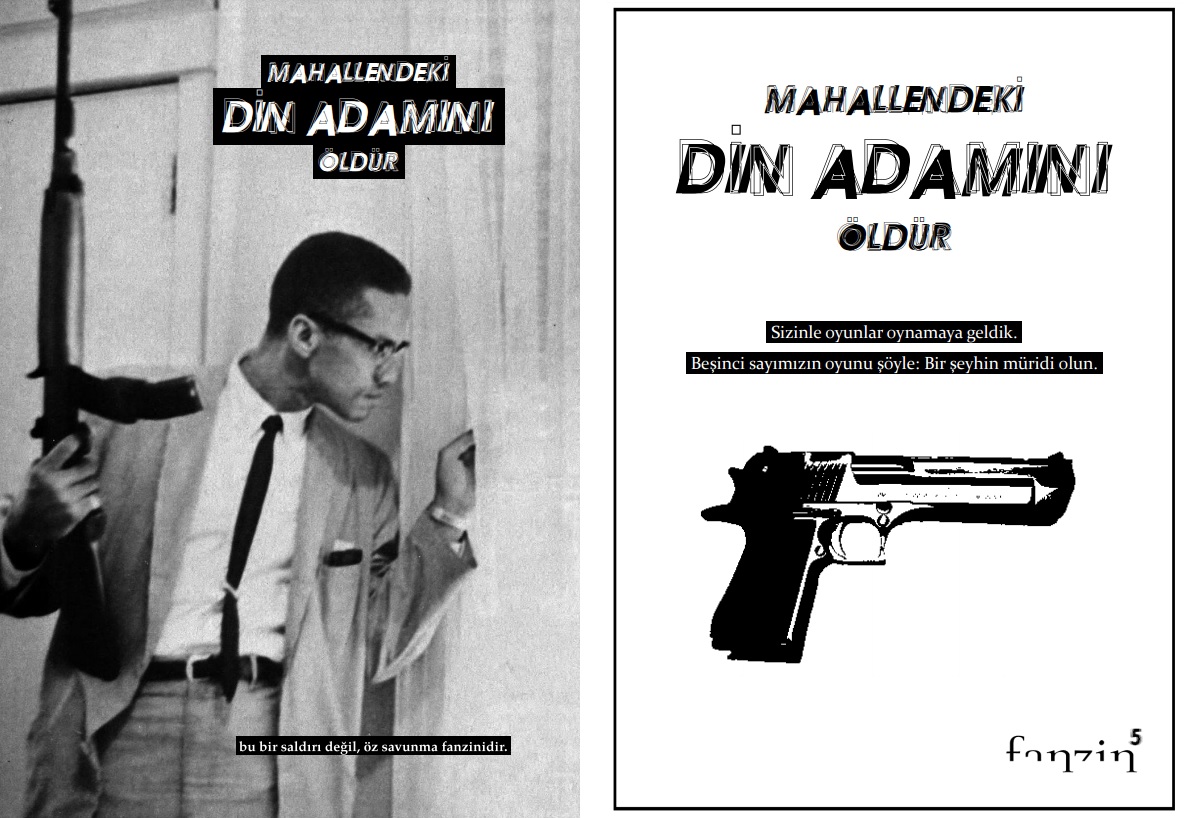 MAHALLENDEKİ
DİN ADAMINI
ÖLDÜR
bu bir saldırı değil, öz savunma fanzinidir.
MAHALLENDEKİ
DİN ADAMINI
ÖLDÜR
Sizinle oyunlar oynamaya geldik.
Beşinci sayımızın oyunu şöyle: Bir şeyhin müridi olun.
fanzin 5